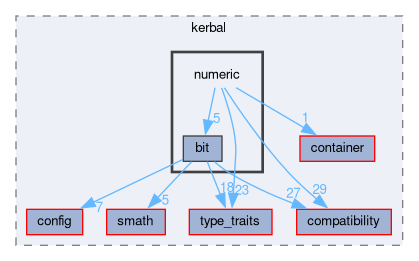 kerbal
numeric
5
1
bit
container
7
5
18
23
27
29
config
smath
type_traits
compatibility